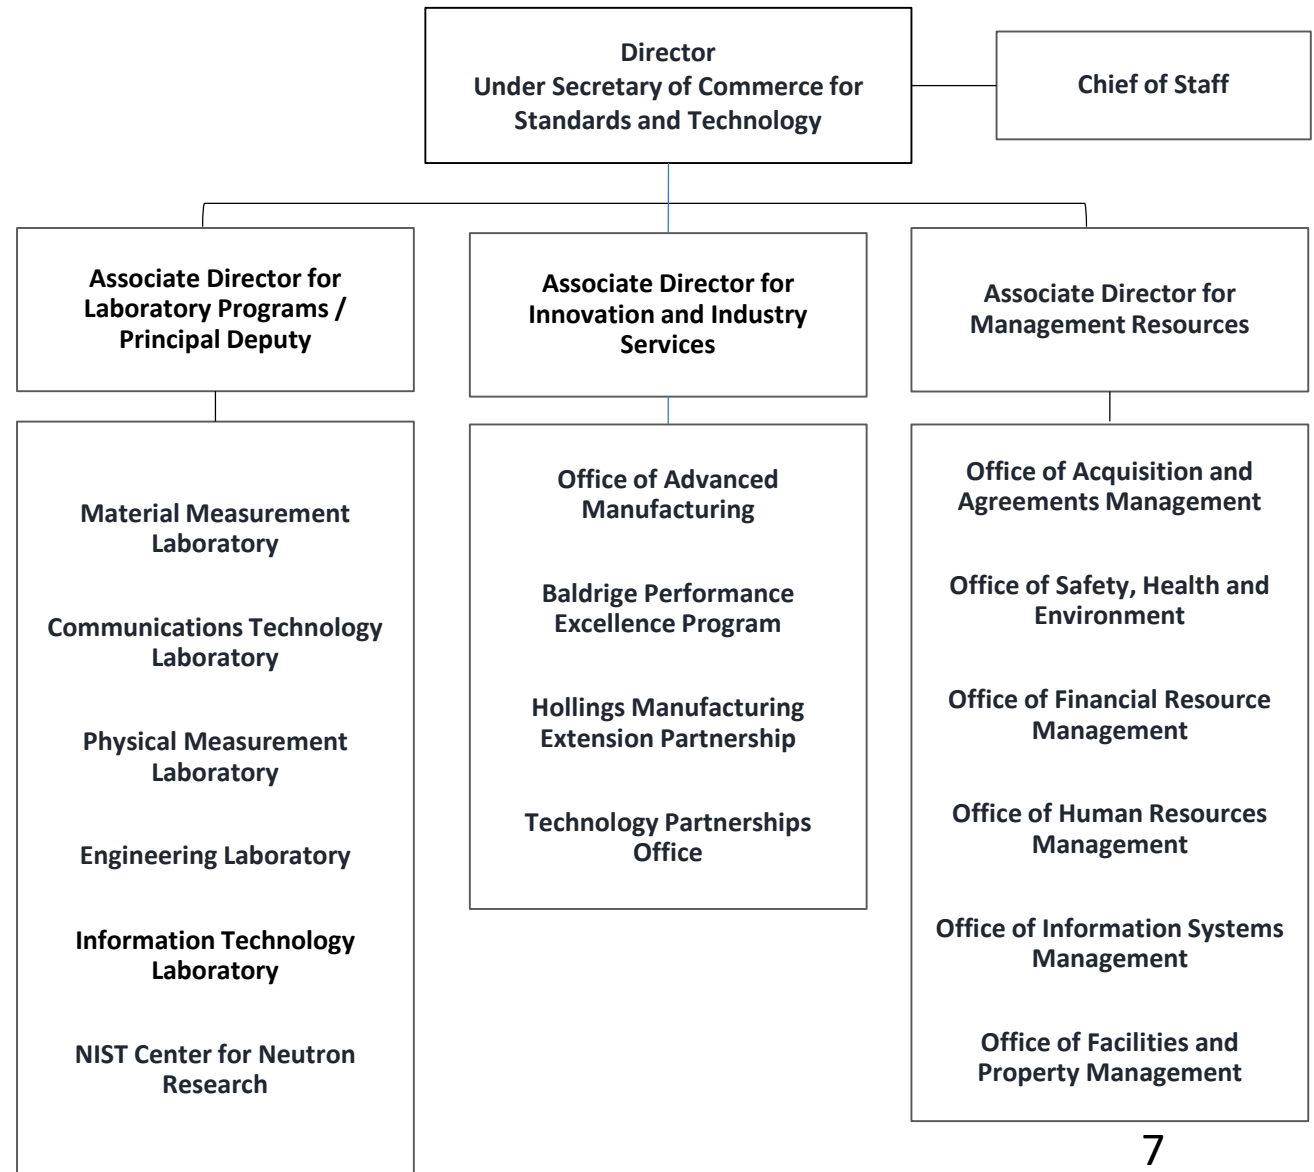 Director
Under Secretary of Commerce for
Standards and Technology
Chief of Staff
Associate Director for
Laboratory Programs /
Principal Deputy
Associate Director for
Innovation and Industry
Services
Associate Director for
Management Resources
Material Measurement
Laboratory
Communications Technology
Laboratory
Physical Measurement
Laboratory
Engineering Laboratory
Information Technology
Laboratory
NIST Center for Neutron
Research
Office of Advanced
Manufacturing
Baldrige Performance
Excellence Program
Hollings Manufacturing
Extension Partnership
Technology Partnerships
Office
Office of Acquisition and
Agreements Management
Office of Safety, Health and
Environment
Office of Financial Resource
Management
Office of Human Resources
Management
Office of Information Systems
Management
Office of Facilities and
Property Management
7